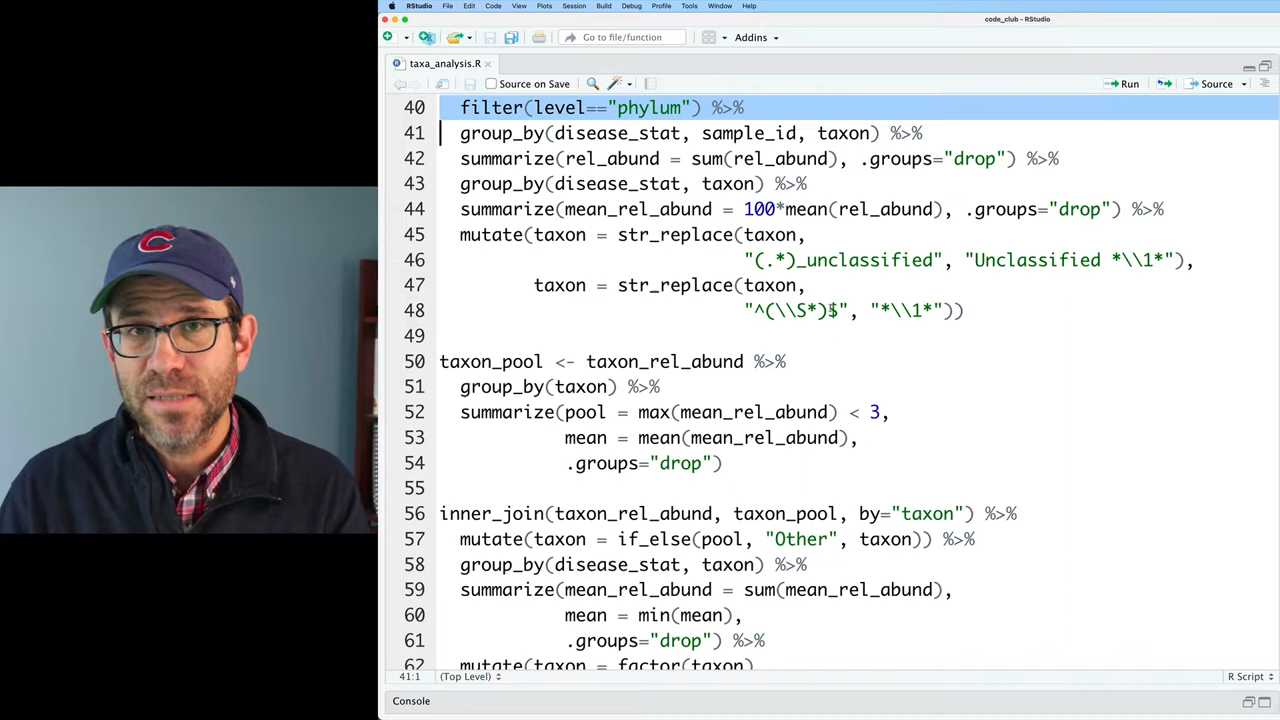 RStudio File Edit Code View Plots Session Build Debug Profile Tools Window Help
code_club - RStudio
Go to file/function Addins
taxa_analysis.R
Source on Save Run Source
40 filter(level=="phylum") %>%
41 group_by(disease_stat, sample_id, taxon) %>%
42 summarize(rel_abund = sum(rel_abund), .groups="drop") %>%
43 group_by(disease_stat, taxon) %>%
44 summarize(mean_rel_abund = 100*mean(rel_abund), .groups="drop") %>%
45 mutate(taxon = str_replace(taxon,
46 "(.*)_unclassified", "Unclassified *\\1*"),
47 taxon = str_replace(taxon,
48 "^(\\S*)$", "*\\1*"))
49
50 taxon_pool <- taxon_rel_abund %>%
51 group_by(taxon) %>%
52 summarize(pool = max(mean_rel_abund) < 3,
53 mean = mean(mean_rel_abund),
54 .groups="drop")
55
56 inner_join(taxon_rel_abund, taxon_pool, by="taxon") %>%
57 mutate(taxon = if_else(pool, "Other", taxon)) %>%
58 group_by(disease_stat, taxon) %>%
59 summarize(mean_rel_abund = sum(mean_rel_abund),
60 mean = min(mean),
61 .groups="drop") %>%
62 mutate(taxon = factor(taxon)
41:1 (Top Level) R Script
Console